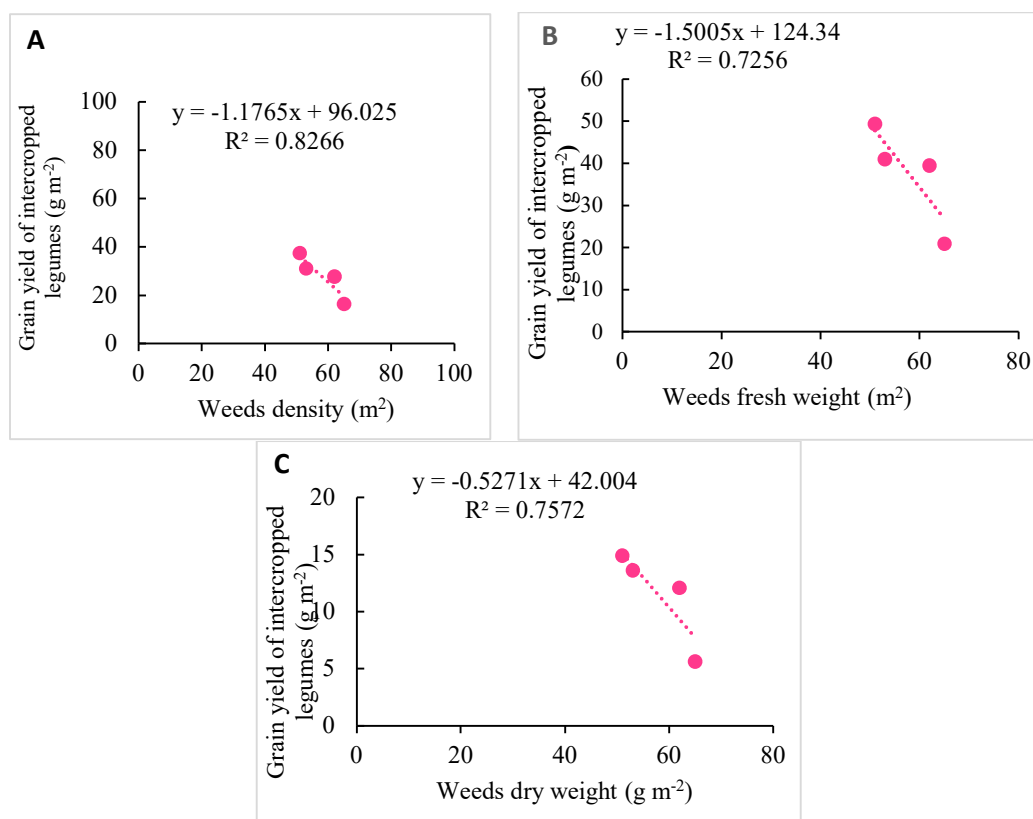 A
y = -1.1765x + 96.025
R² = 0.8266
Grain yield of intercropped
legumes (g m⁻²)
100
80
60
40
20
0
0 20 40 60 80 100
Weeds density (m²)
B
y = -1.5005x + 124.34
R² = 0.7256
Grain yield of intercropped
legumes (g m⁻²)
60
50
40
30
20
10
0
0 20 40 60 80
Weeds fresh weight (m²)
C
y = -0.5271x + 42.004
R² = 0.7572
Grain yield of intercropped
legumes (g m⁻²)
20
15
10
5
0
0 20 40 60 80
Weeds dry weight (g m⁻²)